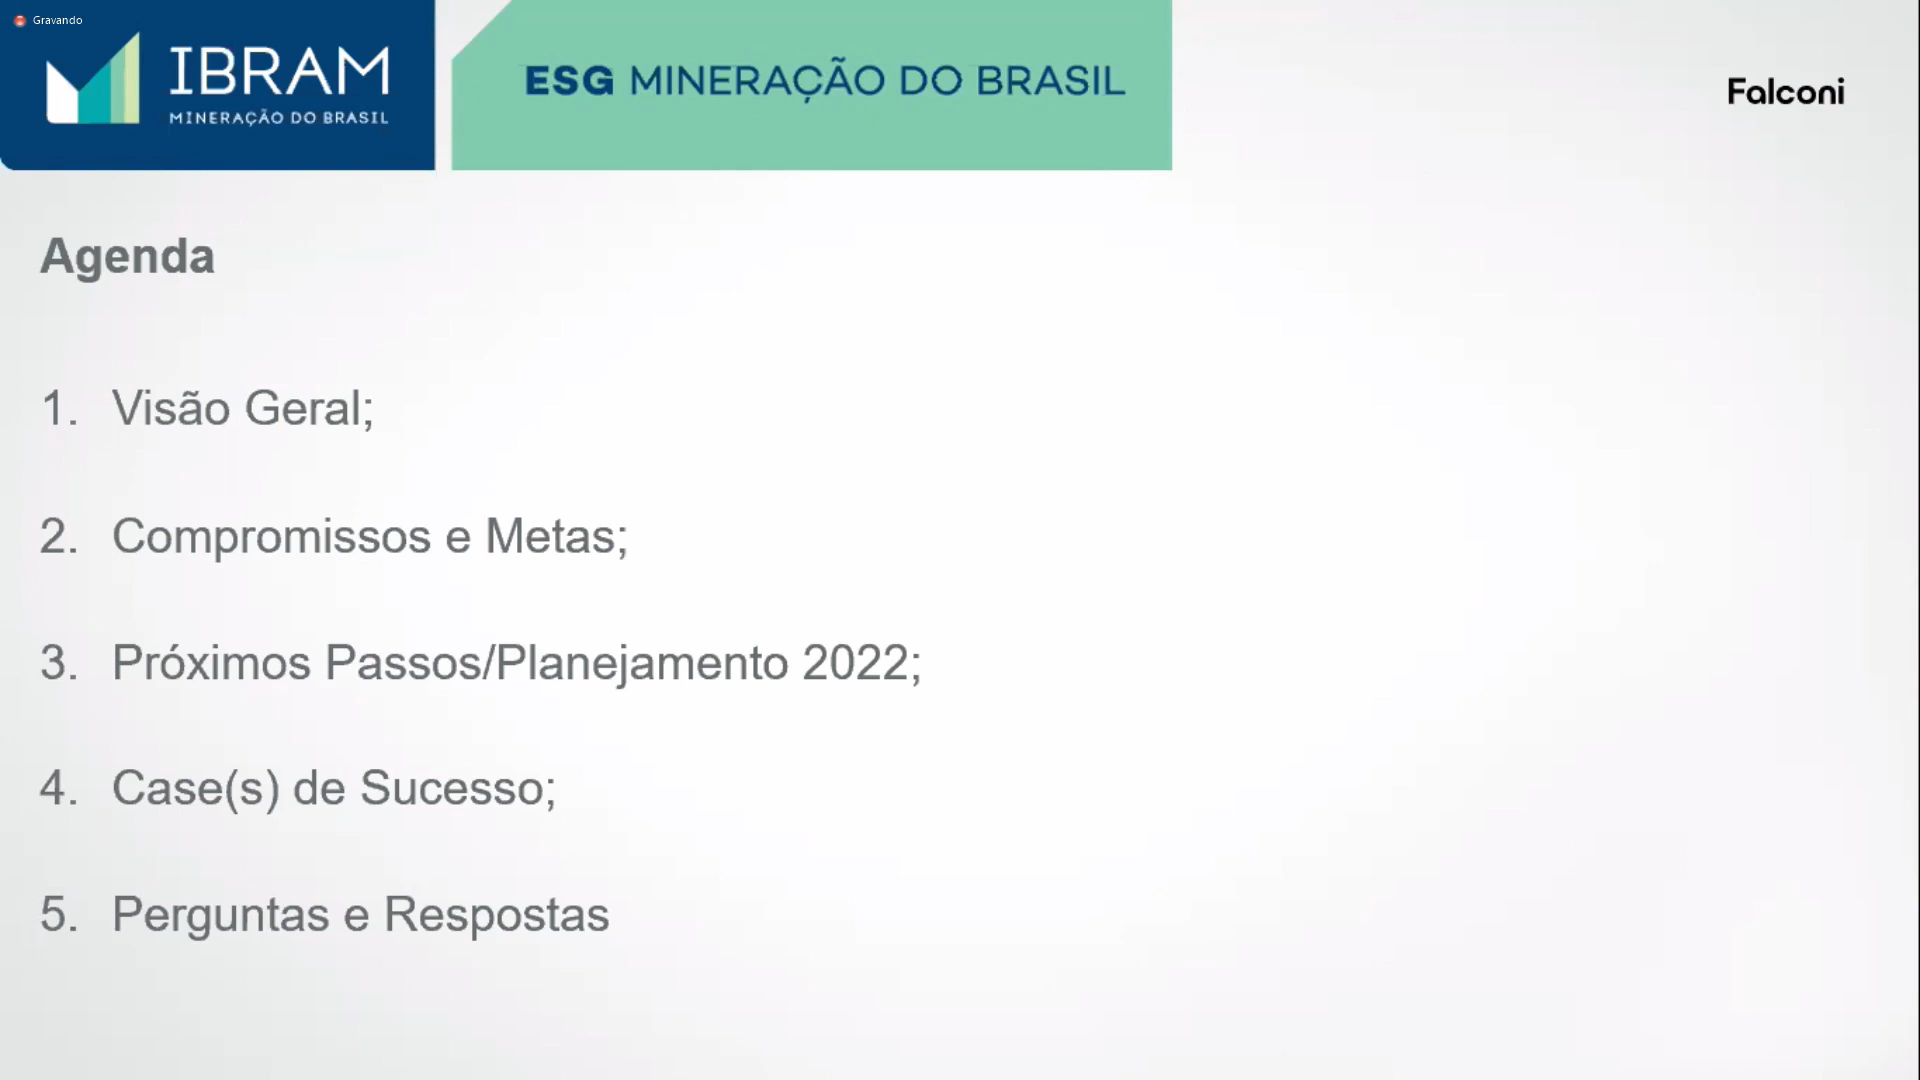 Gravando
IBRAM
MINERAÇÃO DO BRASIL
ESG MINERAÇÃO DO BRASIL
Falconi
Agenda
1. Visão Geral;
2. Compromissos e Metas;
3. Próximos Passos/Planejamento 2022;
4. Case(s) de Sucesso;
5. Perguntas e Respostas